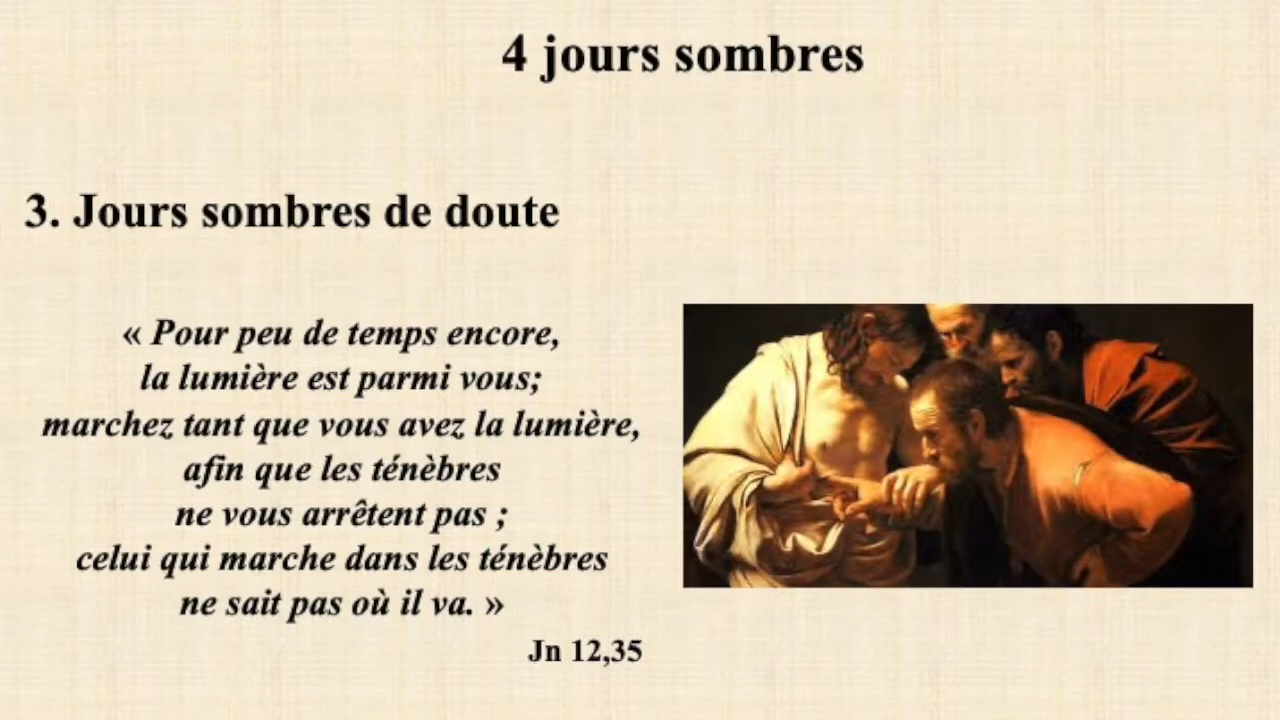 4 jours sombres
3. Jours sombres de doute
« Pour peu de temps encore,
la lumière est parmi vous;
marchez tant que vous avez la lumière,
afin que les ténèbres
ne vous arrêtent pas ;
celui qui marche dans les ténèbres
ne sait pas où il va. »
Jn 12,35